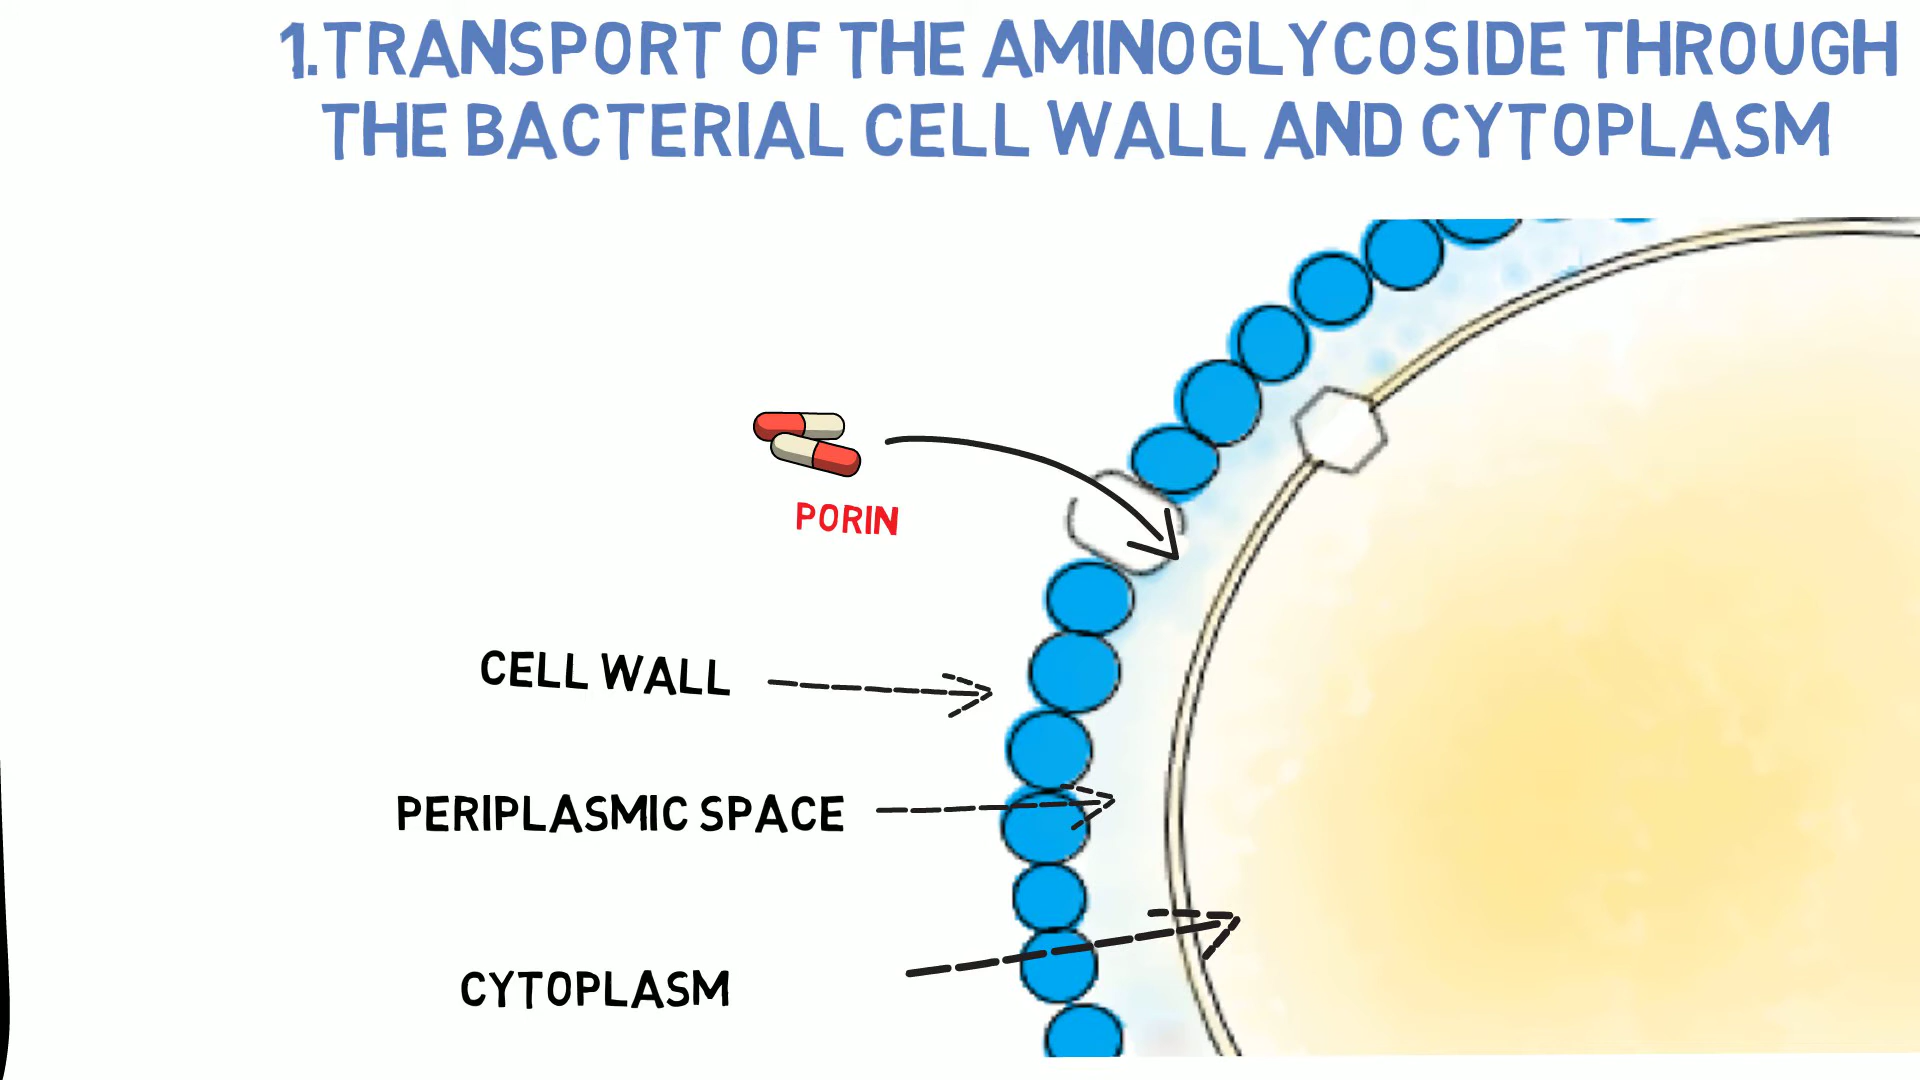 1.TRANSPORT OF THE AMINOGLYCOSIDE THROUGH
THE BACTERIAL CELL WALL AND CYTOPLASM
PORIN
CELL WALL
PERIPLASMIC SPACE
CYTOPLASM